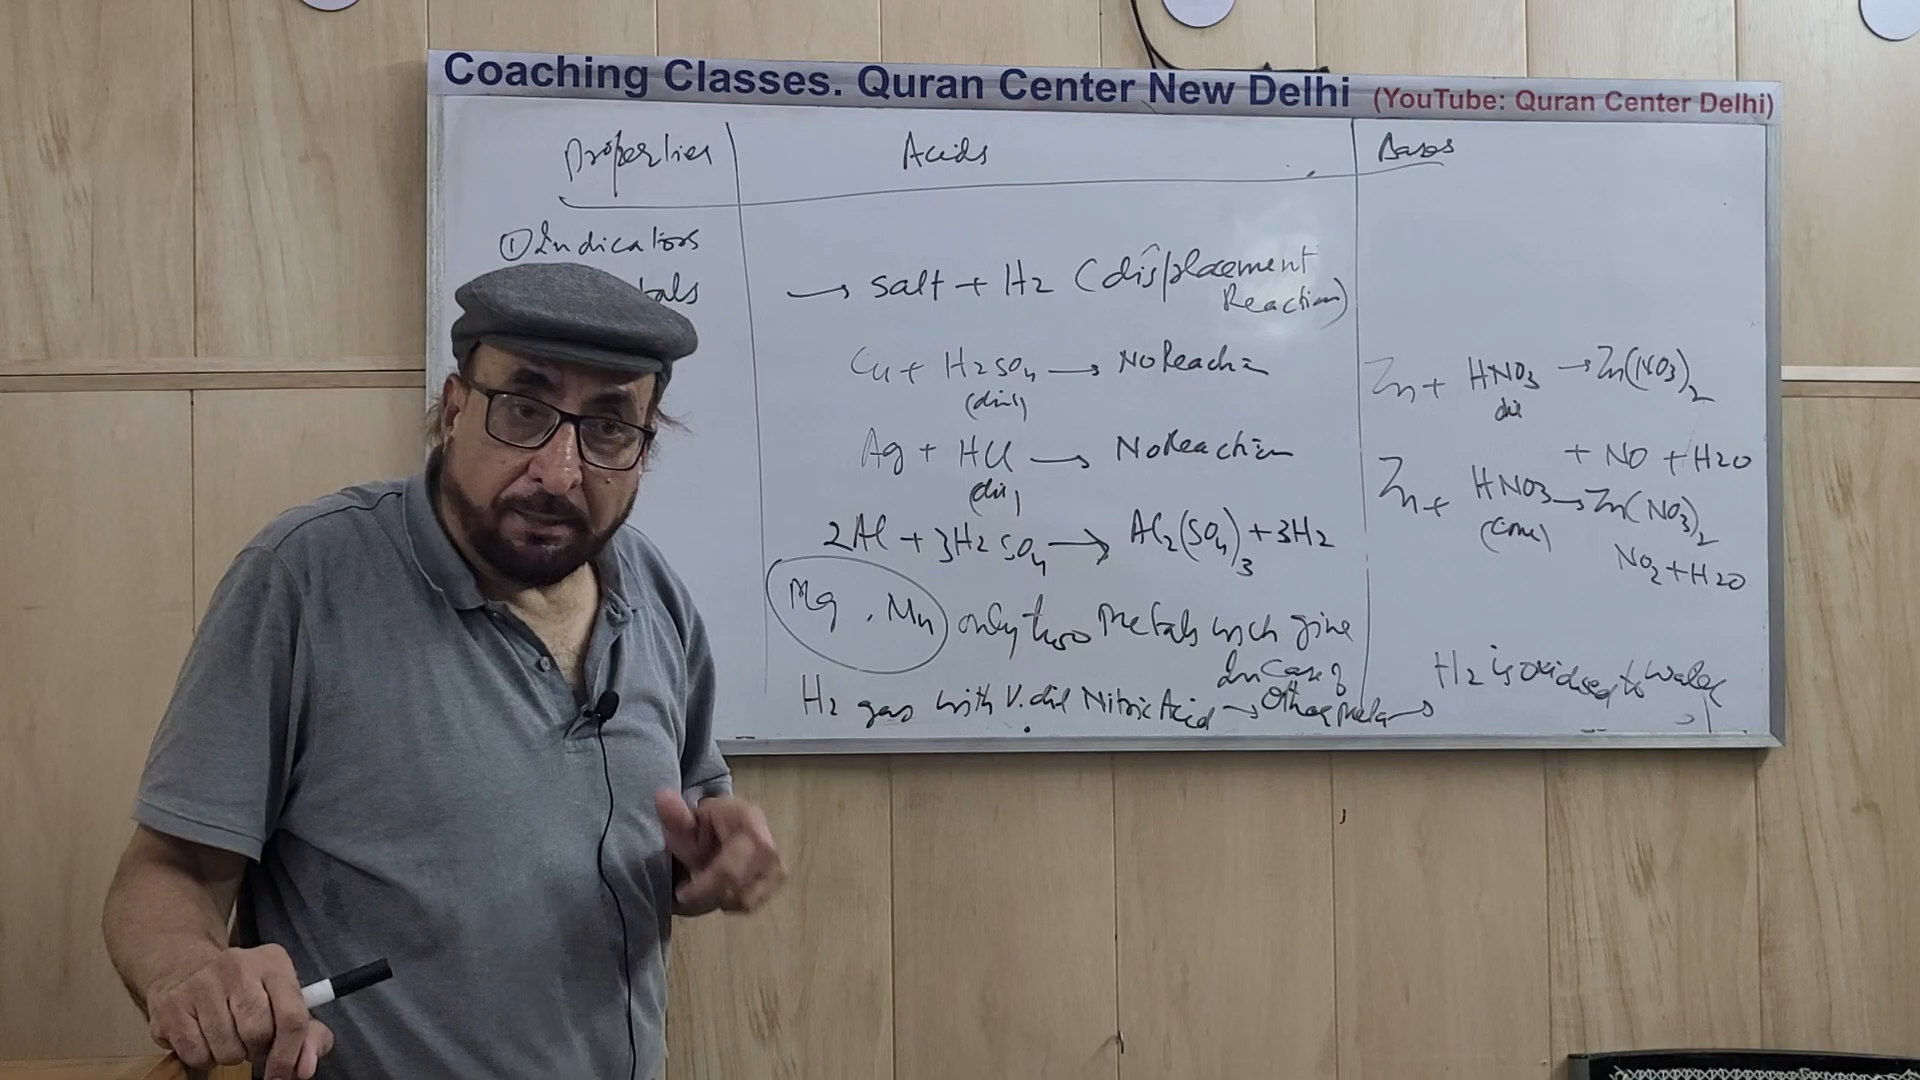 Coaching Classes. Quran Center New Delhi (YouTube: Quran Center Delhi)
Properties Acids Bases
① Indicators
tals → salt + H2 (displacement Reaction)
Cu + H2SO4 → No Reaction
(dil)
Ag + HCl → No Reaction
(dil)
2Al + 3H2SO4 → Al2(SO4)3 + 3H2
Mg, Mn only two metals which give
H2 gas with V. dil Nitric Acid → In case of Other metals →
H2 is oxidised to water
Zn + HNO3 → Zn(NO3)2
dil
+ NO + H2O
Zn + HNO3 → Zn(NO3)2
(conc)
NO2 + H2O